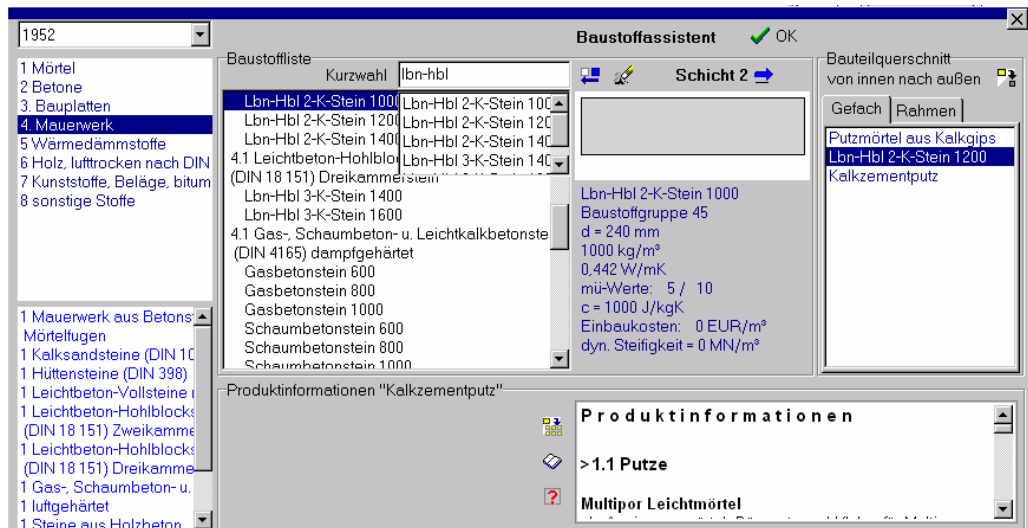 1952
Baustoffassistent
OK
1 Mörtel
2 Betone
3. Bauplatten
4. Mauerwerk
5 Wärmedämmstoffe
6 Holz, lufttrocken nach DIN
7 Kunststoffe, Beläge, bitum
8 sonstige Stoffe
1 Mauerwerk aus Betons
Mörtelfugen
1 Kalksandsteine (DIN 10
1 Hüttensteine (DIN 398)
1 Leichtbeton-Vollsteine
1 Leichtbeton-Hohlblocks
(DIN 18 151) Zweikamme
1 Leichtbeton-Hohlblocks
(DIN 18 151) Dreikamme
1 Gas-, Schaumbeton- u.
1 luftgehärtet
1 Steine aus Holzbeton
Baustoffliste
Kurzwahl lbn-hbl
Lbn-Hbl 2-K-Stein 100
Lbn-Hbl 2-K-Stein 120
Lbn-Hbl 2-K-Stein 140
4.1 Leichtbeton-Hohlblo
(DIN 18 151) Dreikammerstein
Lbn-Hbl 3-K-Stein 1400
Lbn-Hbl 3-K-Stein 1600
4.1 Gas-, Schaumbeton- u. Leichtkalkbetonste
(DIN 4165) dampfgehärtet
Gasbetonstein 600
Gasbetonstein 800
Gasbetonstein 1000
Schaumbetonstein 600
Schaumbetonstein 800
Schaumbetonstein 1000
Lbn-Hbl 2-K-Stein 100
Lbn-Hbl 2-K-Stein 120
Lbn-Hbl 2-K-Stein 140
Lbn-Hbl 3-K-Stein 140
Schicht 2
Lbn-Hbl 2-K-Stein 1000
Baustoffgruppe 45
d = 240 mm
1000 kg/m³
0,442 W/mK
mü-Werte: 5 / 10
c = 1000 J/kgK
Einbaukosten: 0 EUR/m³
dyn. Steifigkeit = 0 MN/m³
Bauteilquerschnitt
von innen nach außen
Gefach Rahmen
Putzmörtel aus Kalkgips
Lbn-Hbl 2-K-Stein 1200
Kalkzementputz
Produktinformationen "Kalkzementputz"
Produktinformationen
>1.1 Putze
Multipor Leichtmörtel